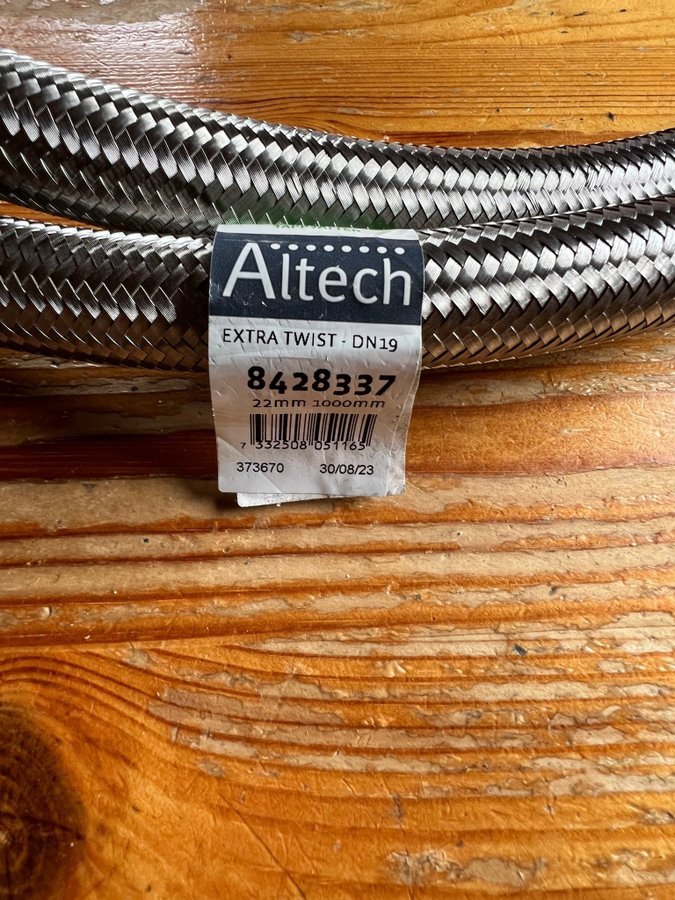 Altech
EXTRA TWIST - DN19
8428337
22mm 1000mm
7 332508 051165
373670 30/08/23